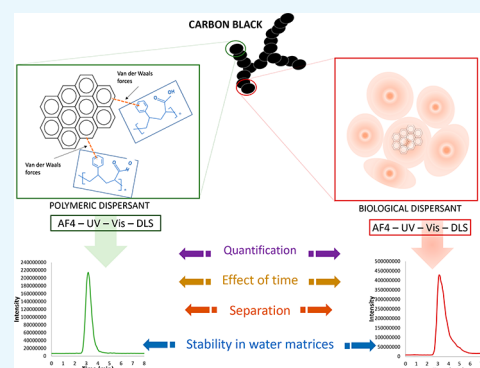 CARBON BLACK
Van der Waals
forces
Van der Waals
forces
POLYMERIC DISPERSANT
BIOLOGICAL DISPERSANT
AF4 – UV – Vis – DLS
AF4 – UV – Vis – DLS
Quantification
Effect of time
Separation
Stability in water matrices
Intensity
240000000
220000000
200000000
180000000
160000000
140000000
120000000
100000000
80000000
60000000
40000000
20000000
0
0 1 2 3 4 5 6 7 8
Intensity
500000000
450000000
400000000
350000000
300000000
250000000
200000000
150000000
100000000
50000000
0
0 1 2 3 4 5 6